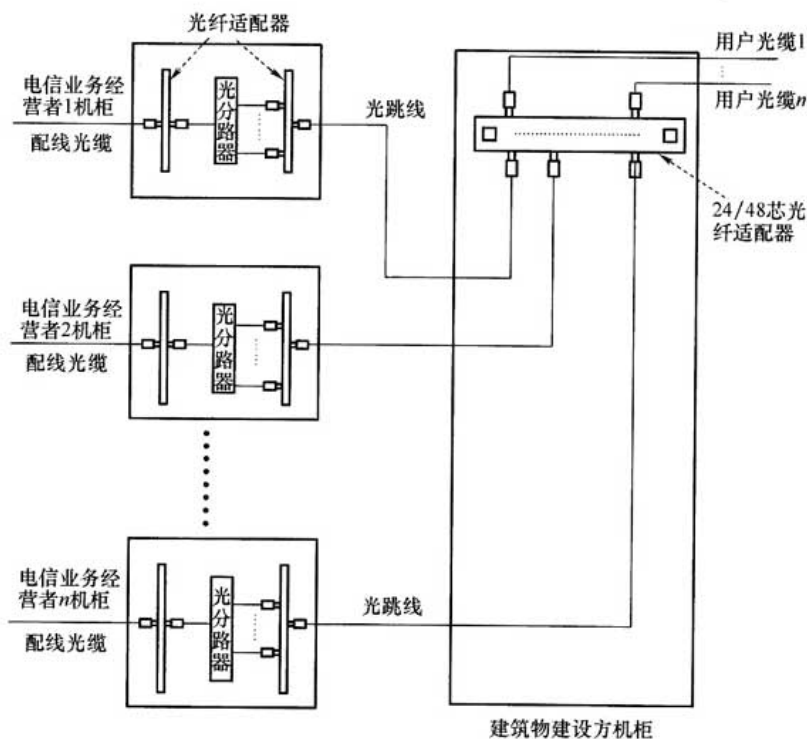 光纤适配器
电信业务经
营者1机柜
配线光缆
光分路器
光跳线
用户光缆1
用户光缆n
24/48芯光
纤适配器
电信业务经
营者2机柜
配线光缆
光分路器
电信业务经
营者n机柜
配线光缆
光分路器
光跳线
建筑物建设方机柜